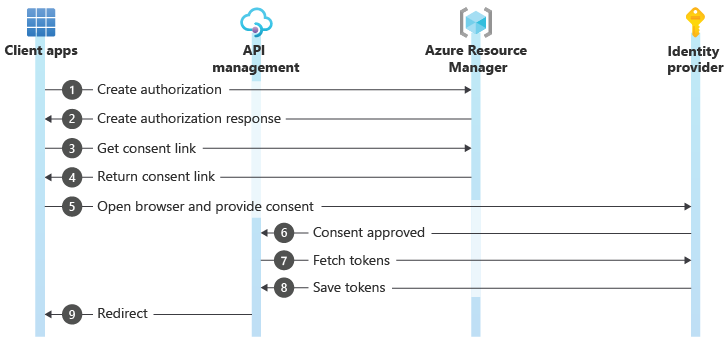 Client apps
API
management
Azure Resource
Manager
Identity
provider
1 Create authorization
2 Create authorization response
3 Get consent link
4 Return consent link
5 Open browser and provide consent
6 Consent approved
7 Fetch tokens
8 Save tokens
9 Redirect